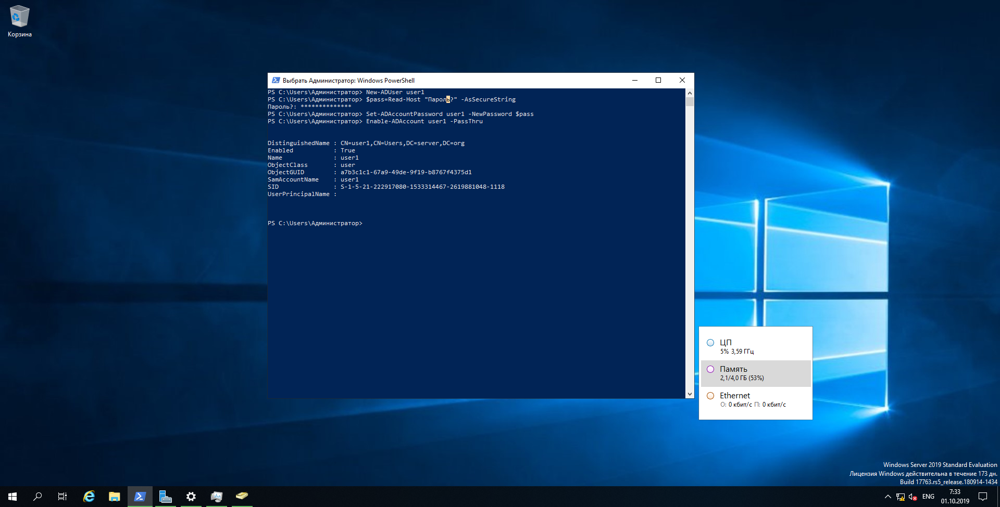 Корзина
Выбрать Администратор: Windows PowerShell
PS C:\Users\Администратор> New-ADUser user1
PS C:\Users\Администратор> $pass=Read-Host "Пароль?" -AsSecureString
Пароль?: **************
PS C:\Users\Администратор> Set-ADAccountPassword user1 -NewPassword $pass
PS C:\Users\Администратор> Enable-ADAccount user1 -PassThru
DistinguishedName : CN=user1,CN=Users,DC=server,DC=org
Enabled           : True
Name              : user1
ObjectClass       : user
ObjectGUID        : a7b3c1c1-67a9-49de-9f19-b8767f4375d1
SamAccountName    : user1
SID               : S-1-5-21-222917080-1533314467-2619881048-1118
UserPrincipalName :
PS C:\Users\Администратор>
ЦП
5% 3,59 ГГц
Память
2,1/4,0 ГБ (53%)
Ethernet
О: 0 кбит/с П: 0 кбит/с
Windows Server 2019 Standard Evaluation
Лицензия Windows действительна в течение 173 дн.
Build 17763.rs5_release.180914-1434
ENG
7:33
01.10.2019